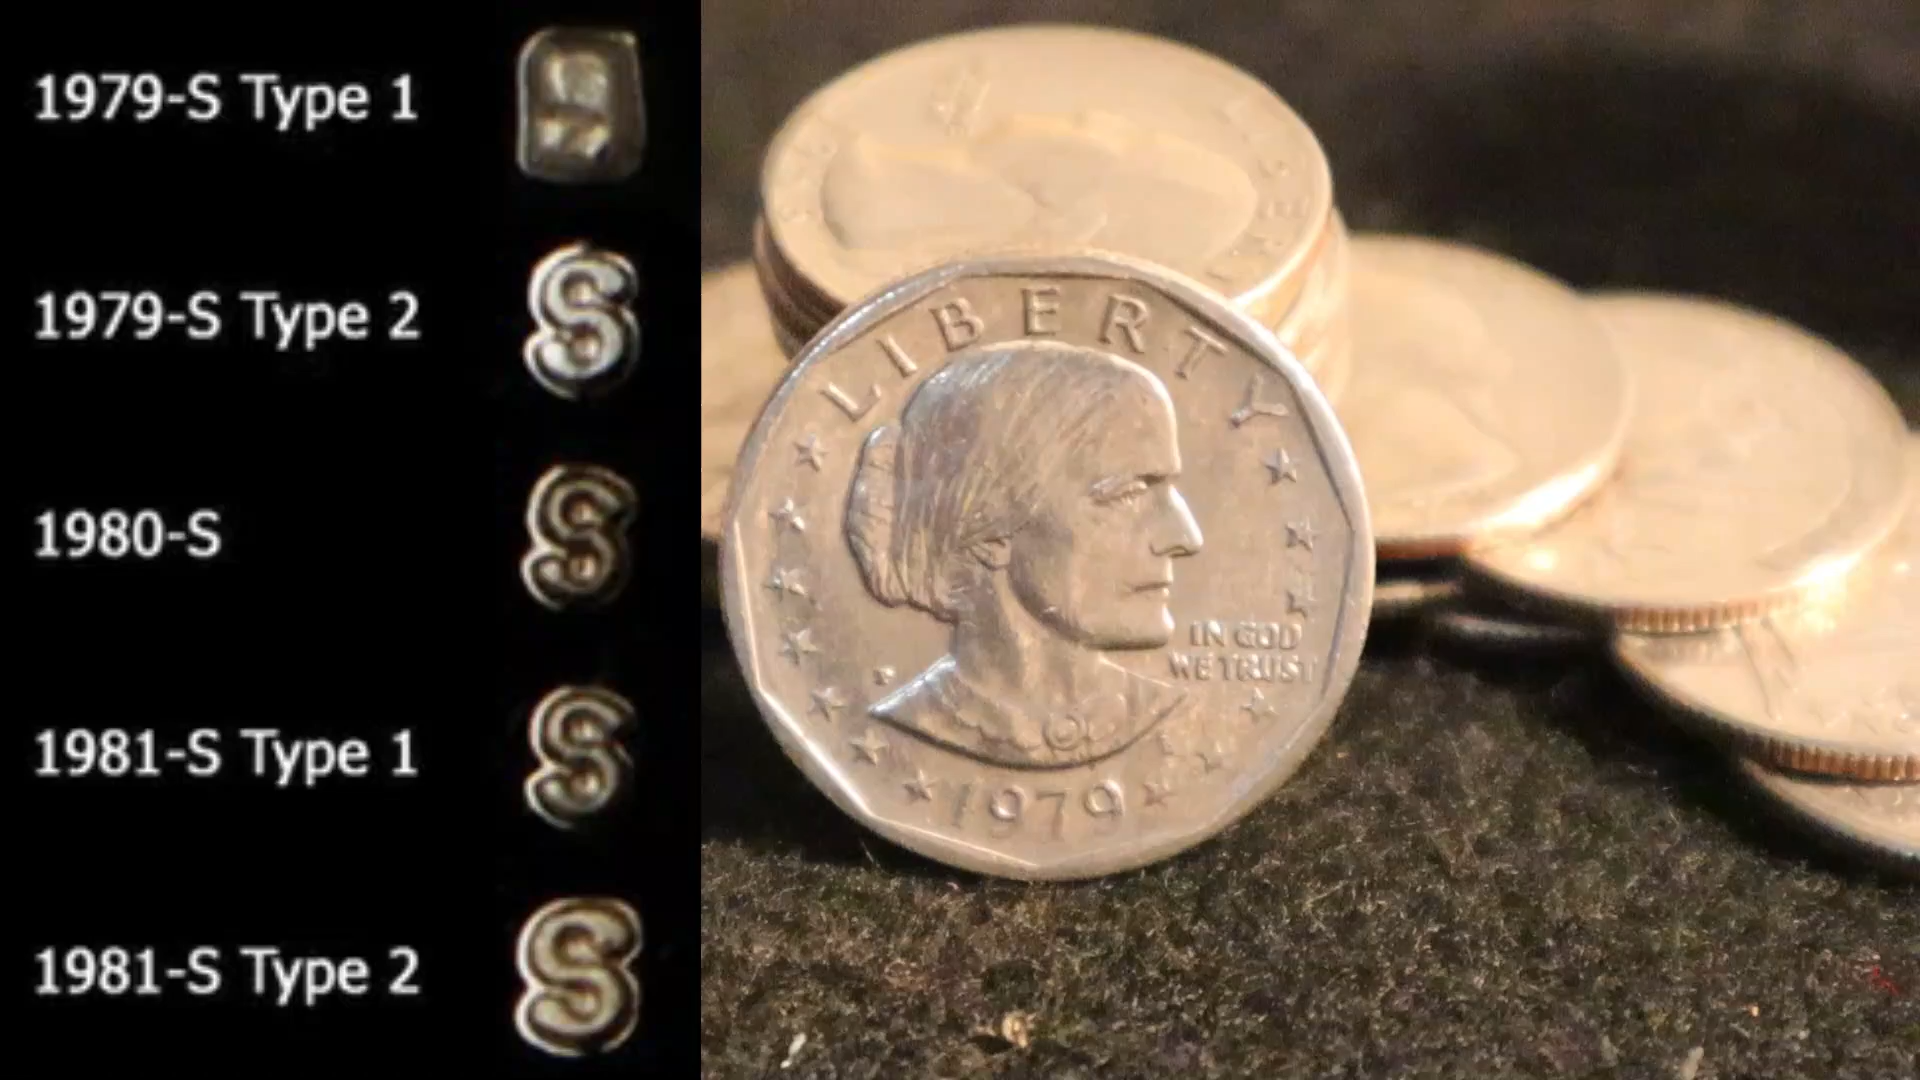 1979-S Type 1
S
1979-S Type 2
S
1980-S
S
1981-S Type 1
S
1981-S Type 2
S
LIBERTY
IN GOD
WE TRUST
1979